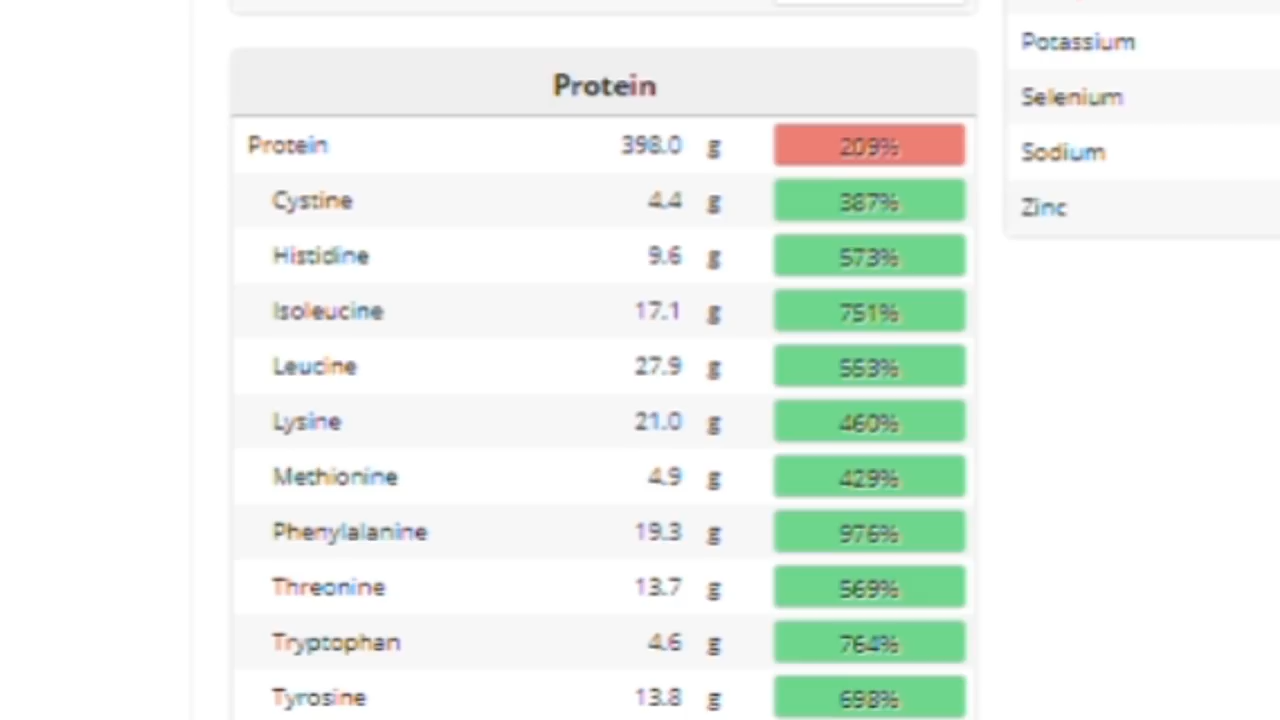 Protein
Protein 398.0 g 209%
Cystine 4.4 g 387%
Histidine 9.6 g 573%
Isoleucine 17.1 g 751%
Leucine 27.9 g 553%
Lysine 21.0 g 460%
Methionine 4.9 g 429%
Phenylalanine 19.3 g 976%
Threonine 13.7 g 569%
Tryptophan 4.6 g 764%
Tyrosine 13.8 g 698%
Potassium
Selenium
Sodium
Zinc